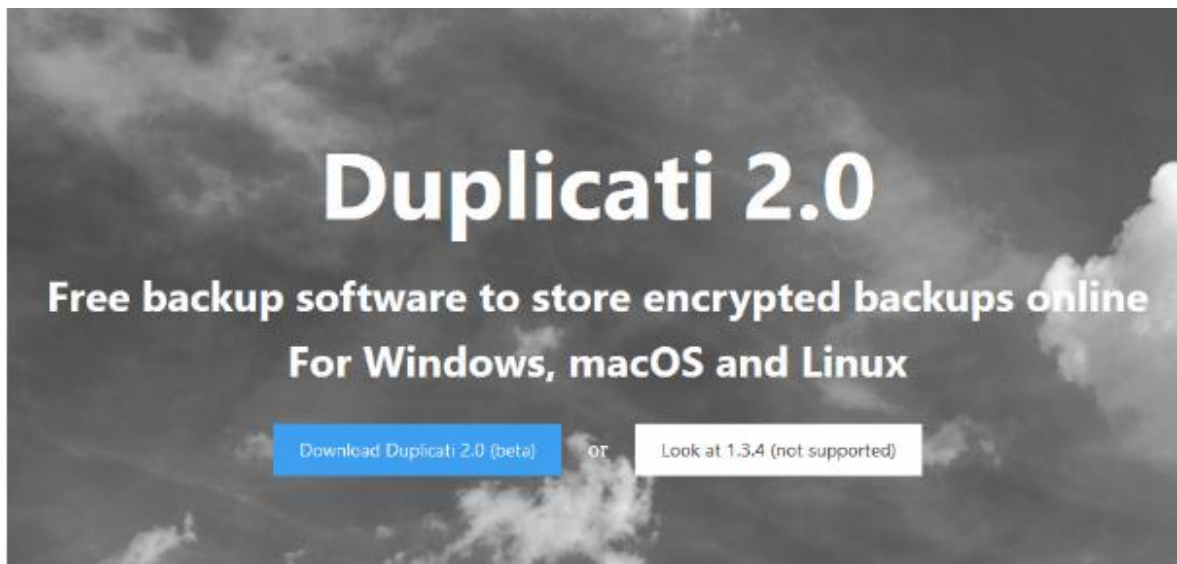 Duplicati 2.0
Free backup software to store encrypted backups online
For Windows, macOS and Linux
Download Duplicati 2.0 (beta) or Look at 1.3.4 (not supported)